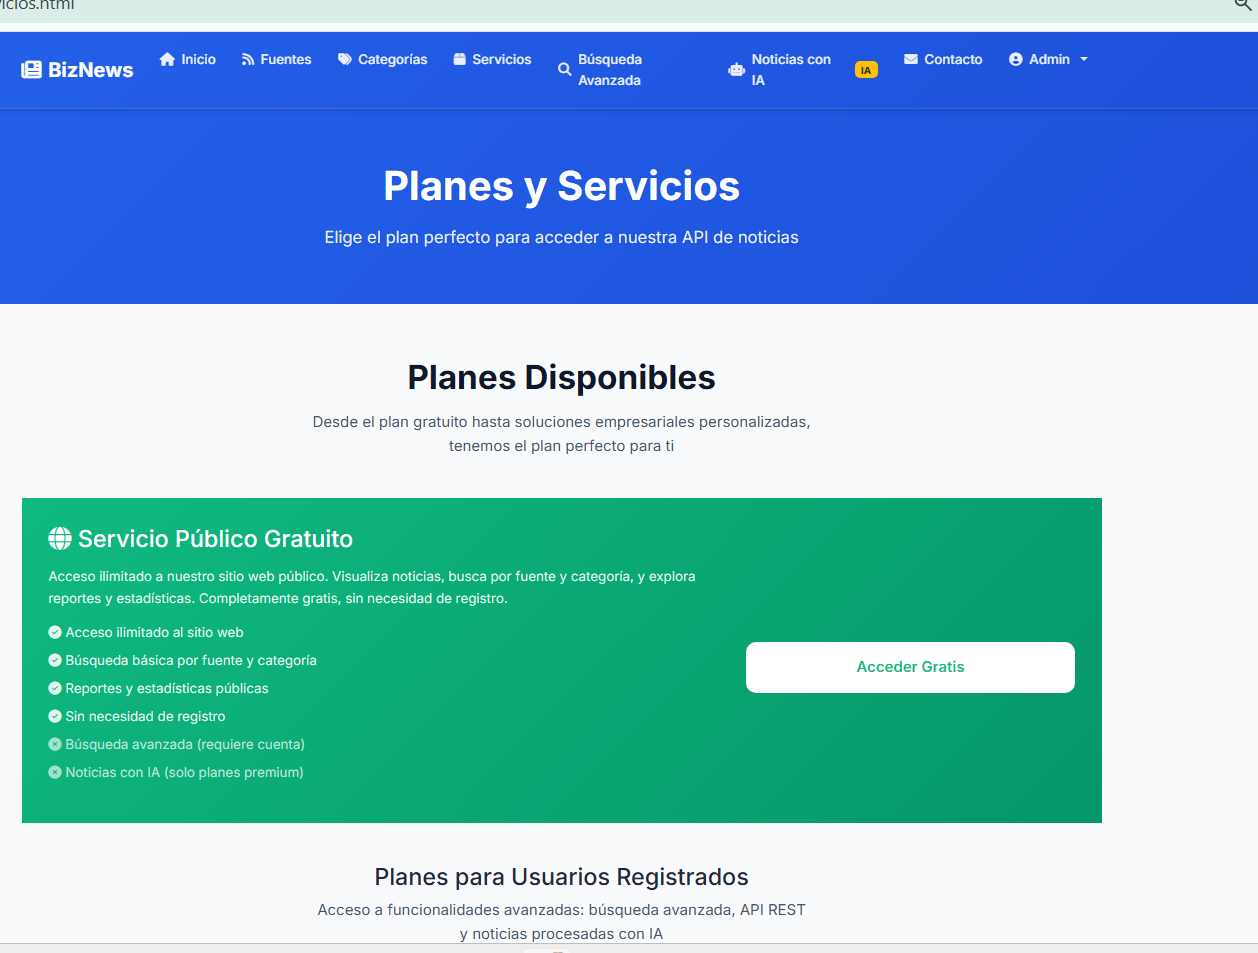 BizNews
Inicio
Fuentes
Categorías
Servicios
Búsqueda
Avanzada
Noticias con
IA
IA
Contacto
Admin
Planes y Servicios
Elige el plan perfecto para acceder a nuestra API de noticias
Planes Disponibles
Desde el plan gratuito hasta soluciones empresariales personalizadas,
tenemos el plan perfecto para ti
Servicio Público Gratuito
Acceso ilimitado a nuestro sitio web público. Visualiza noticias, busca por fuente y categoría, y explora
reportes y estadísticas. Completamente gratis, sin necesidad de registro.
Acceso ilimitado al sitio web
Búsqueda básica por fuente y categoría
Reportes y estadísticas públicas
Sin necesidad de registro
Búsqueda avanzada (requiere cuenta)
Noticias con IA (solo planes premium)
Acceder Gratis
Planes para Usuarios Registrados
Acceso a funcionalidades avanzadas: búsqueda avanzada, API REST
y noticias procesadas con IA